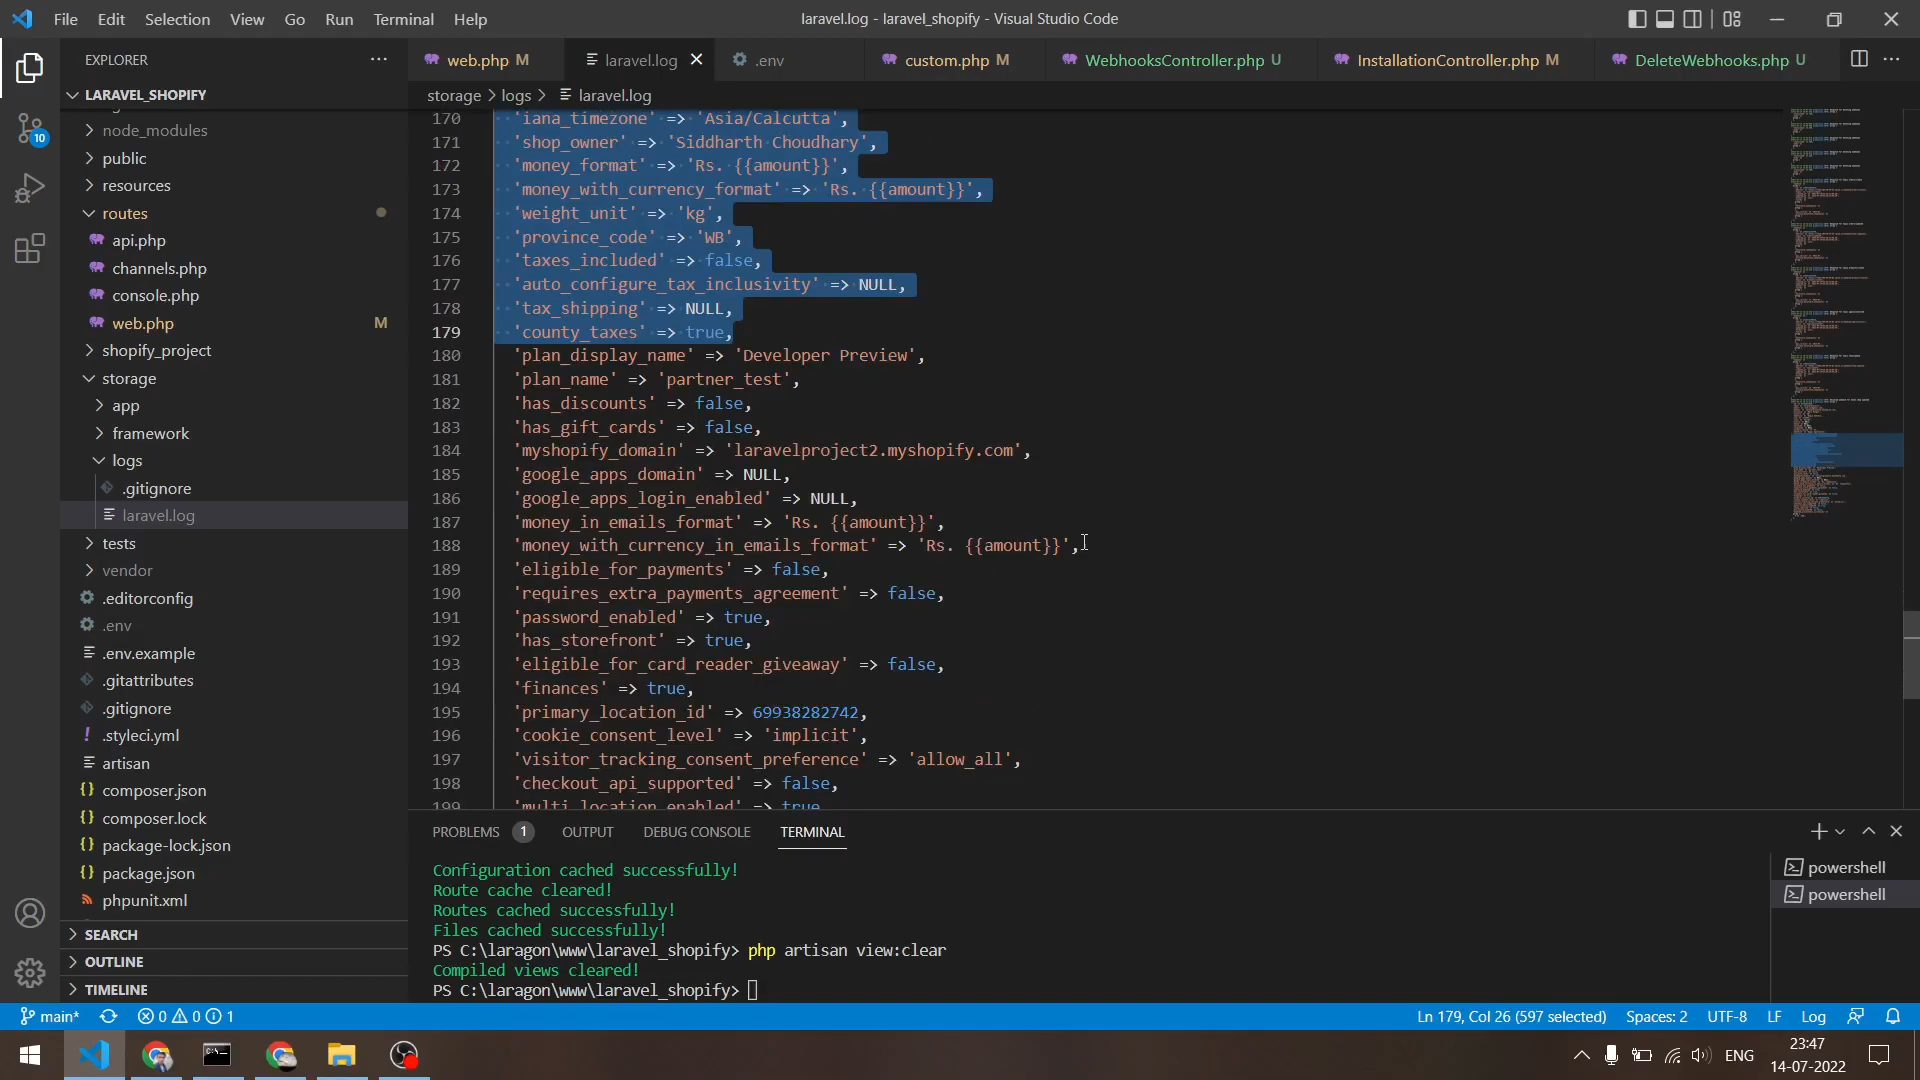 File Edit Selection View Go Run Terminal Help
laravel.log - laravel_shopify - Visual Studio Code
EXPLORER
LARAVEL_SHOPIFY
node_modules
public
resources
routes
api.php
channels.php
console.php
web.php M
shopify_project
storage
app
framework
logs
.gitignore
laravel.log
tests
vendor
.editorconfig
.env
.env.example
.gitattributes
.gitignore
.styleci.yml
artisan
composer.json
composer.lock
package-lock.json
package.json
phpunit.xml
SEARCH
OUTLINE
TIMELINE
10
web.php M laravel.log .env custom.php M WebhooksController.php U InstallationController.php M DeleteWebhooks.php U
storage > logs > laravel.log
170 'iana_timezone' => 'Asia/Calcutta',
171 'shop_owner' => 'Siddharth Choudhary',
172 'money_format' => 'Rs. {{amount}}',
173 'money_with_currency_format' => 'Rs. {{amount}}',
174 'weight_unit' => 'kg',
175 'province_code' => 'WB',
176 'taxes_included' => false,
177 'auto_configure_tax_inclusivity' => NULL,
178 'tax_shipping' => NULL,
179 'county_taxes' => true,
180 'plan_display_name' => 'Developer Preview',
181 'plan_name' => 'partner_test',
182 'has_discounts' => false,
183 'has_gift_cards' => false,
184 'myshopify_domain' => 'laravelproject2.myshopify.com',
185 'google_apps_domain' => NULL,
186 'google_apps_login_enabled' => NULL,
187 'money_in_emails_format' => 'Rs. {{amount}}',
188 'money_with_currency_in_emails_format' => 'Rs. {{amount}}',
189 'eligible_for_payments' => false,
190 'requires_extra_payments_agreement' => false,
191 'password_enabled' => true,
192 'has_storefront' => true,
193 'eligible_for_card_reader_giveaway' => false,
194 'finances' => true,
195 'primary_location_id' => 69938282742,
196 'cookie_consent_level' => 'implicit',
197 'visitor_tracking_consent_preference' => 'allow_all',
198 'checkout_api_supported' => false,
199 'multi_location_enabled' => true
PROBLEMS 1 OUTPUT DEBUG CONSOLE TERMINAL
Configuration cached successfully!
Route cache cleared!
Routes cached successfully!
Files cached successfully!
PS C:\laragon\www\laravel_shopify> php artisan view:clear
Compiled views cleared!
PS C:\laragon\www\laravel_shopify>
powershell
powershell
main* 0 0 1 Ln 179, Col 26 (597 selected) Spaces: 2 UTF-8 LF Log
ENG
23:47
14-07-2022